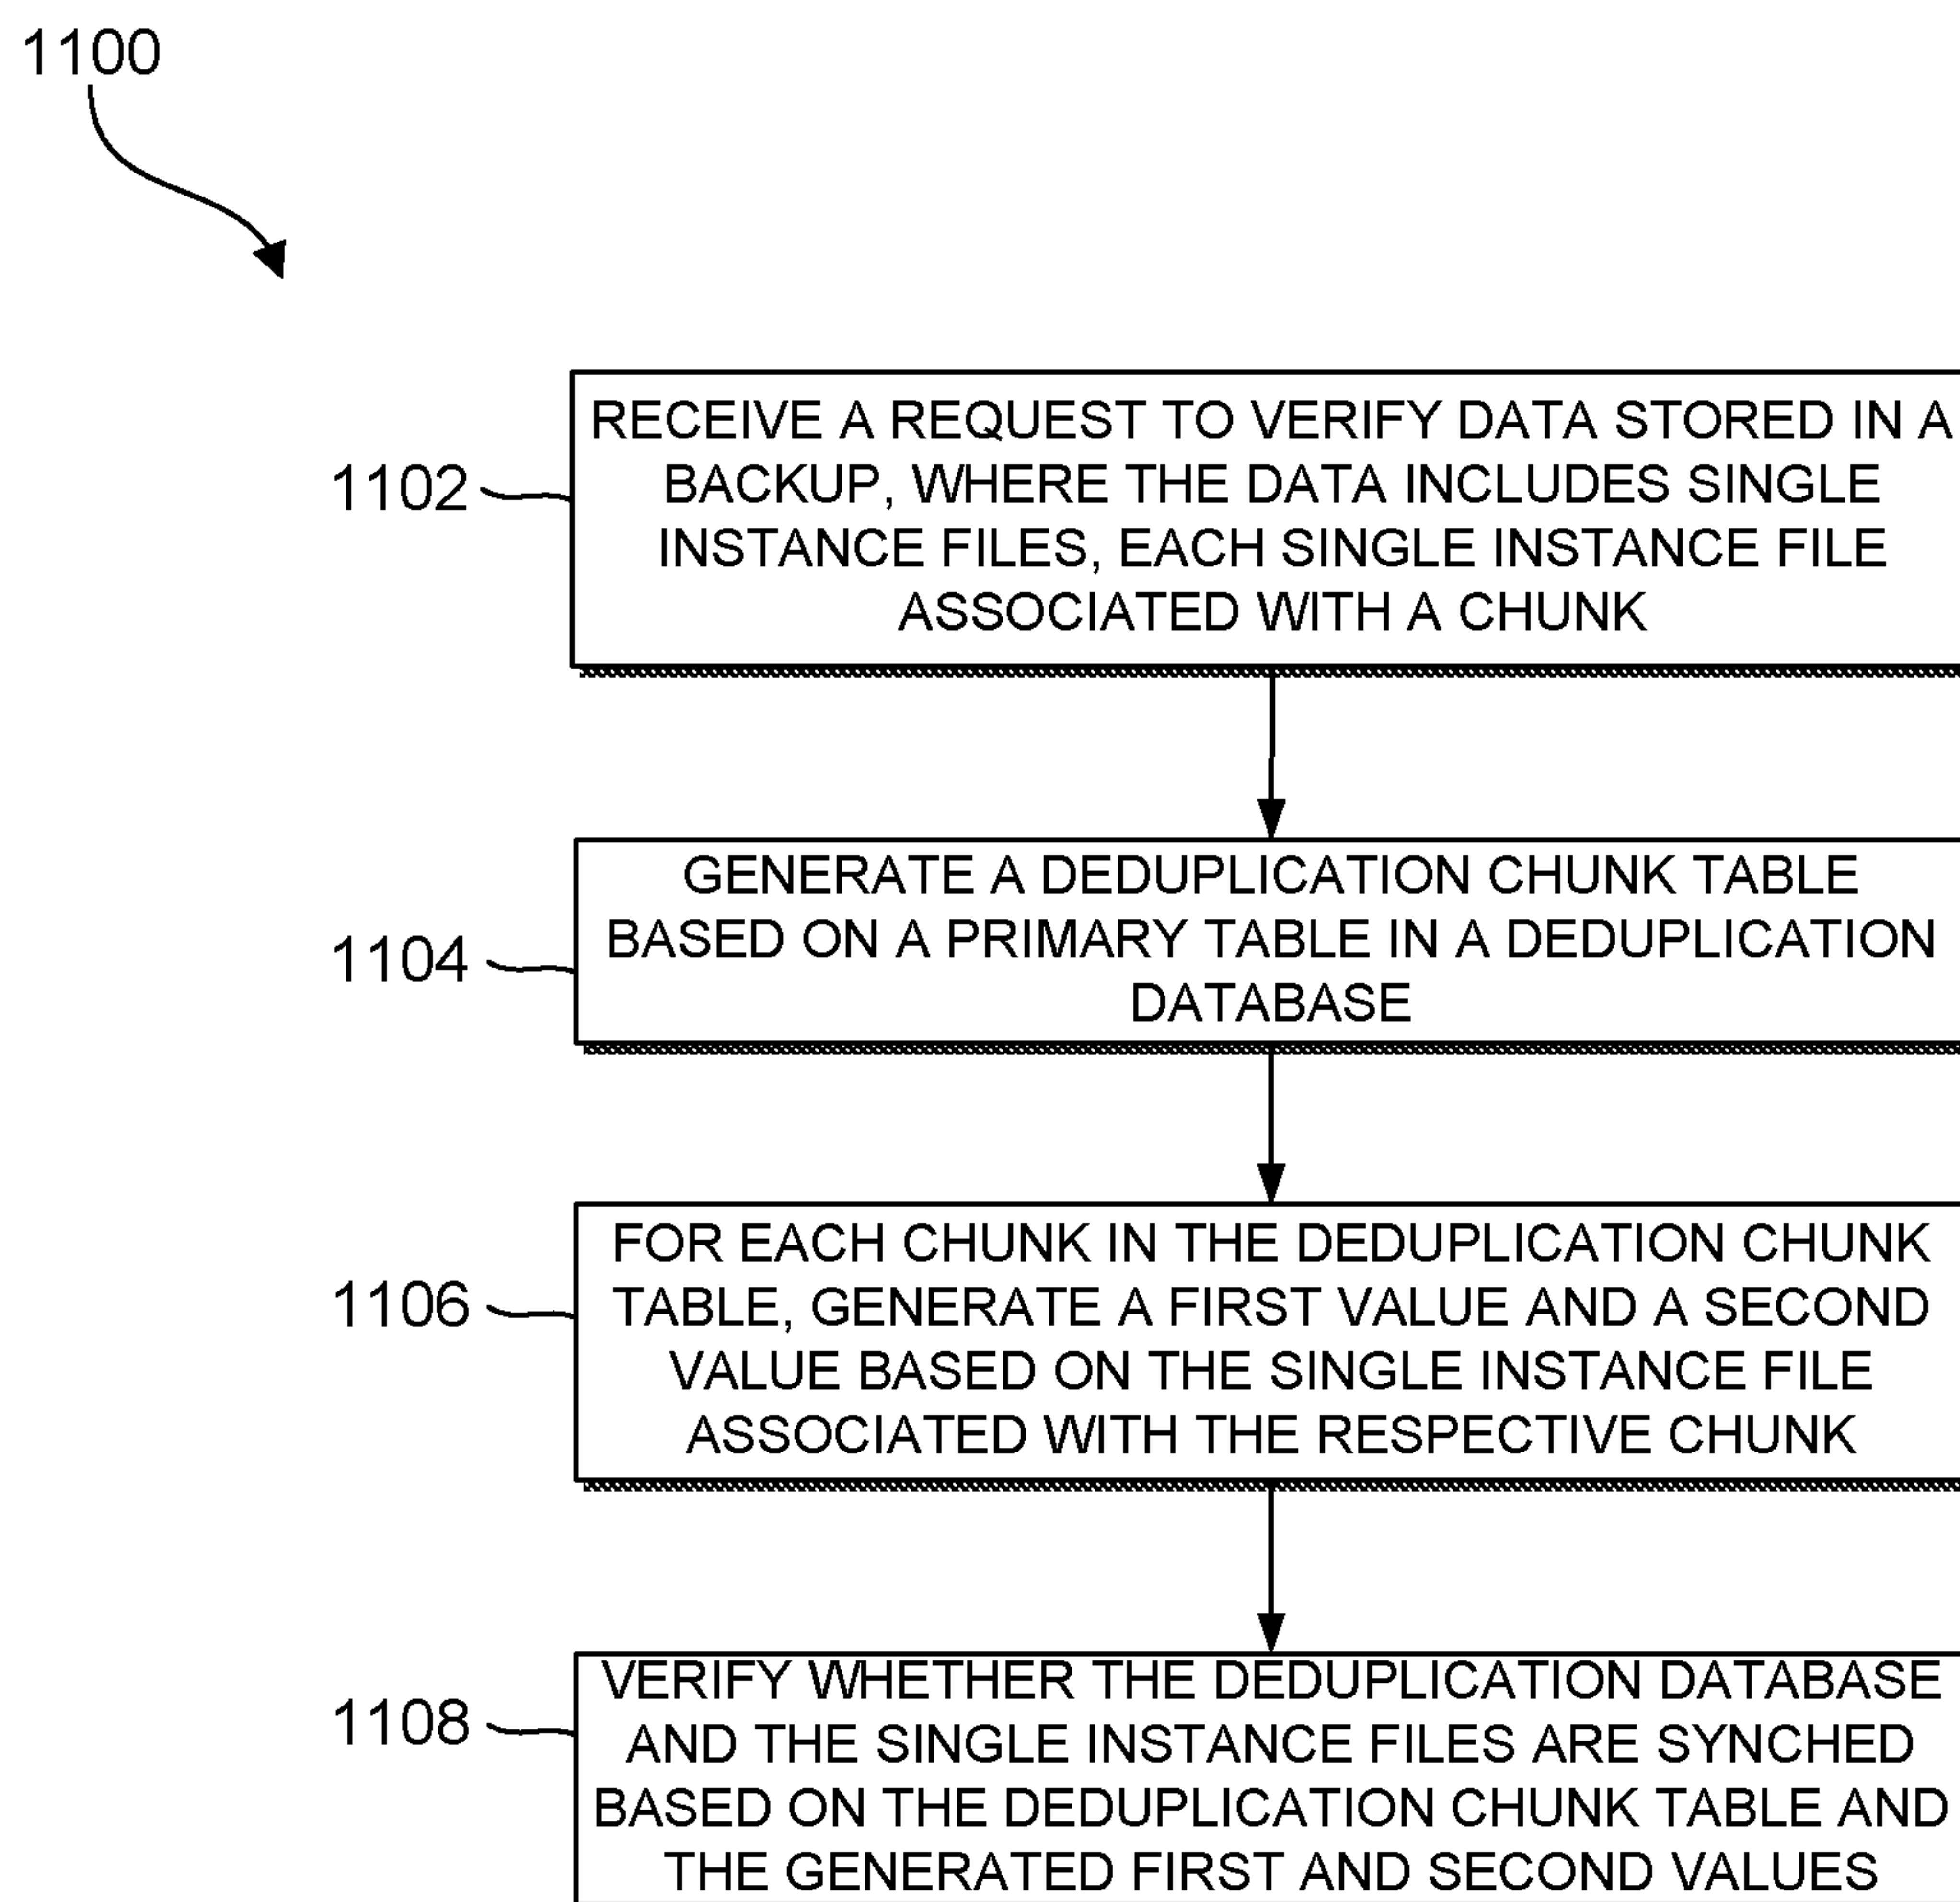 1100
1102
RECEIVE A REQUEST TO VERIFY DATA STORED IN A
BACKUP, WHERE THE DATA INCLUDES SINGLE
INSTANCE FILES, EACH SINGLE INSTANCE FILE
ASSOCIATED WITH A CHUNK
1104
GENERATE A DEDUPLICATION CHUNK TABLE
BASED ON A PRIMARY TABLE IN A DEDUPLICATION
DATABASE
1106
FOR EACH CHUNK IN THE DEDUPLICATION CHUNK
TABLE, GENERATE A FIRST VALUE AND A SECOND
VALUE BASED ON THE SINGLE INSTANCE FILE
ASSOCIATED WITH THE RESPECTIVE CHUNK
1108
VERIFY WHETHER THE DEDUPLICATION DATABASE
AND THE SINGLE INSTANCE FILES ARE SYNCHED
BASED ON THE DEDUPLICATION CHUNK TABLE AND
THE GENERATED FIRST AND SECOND VALUES